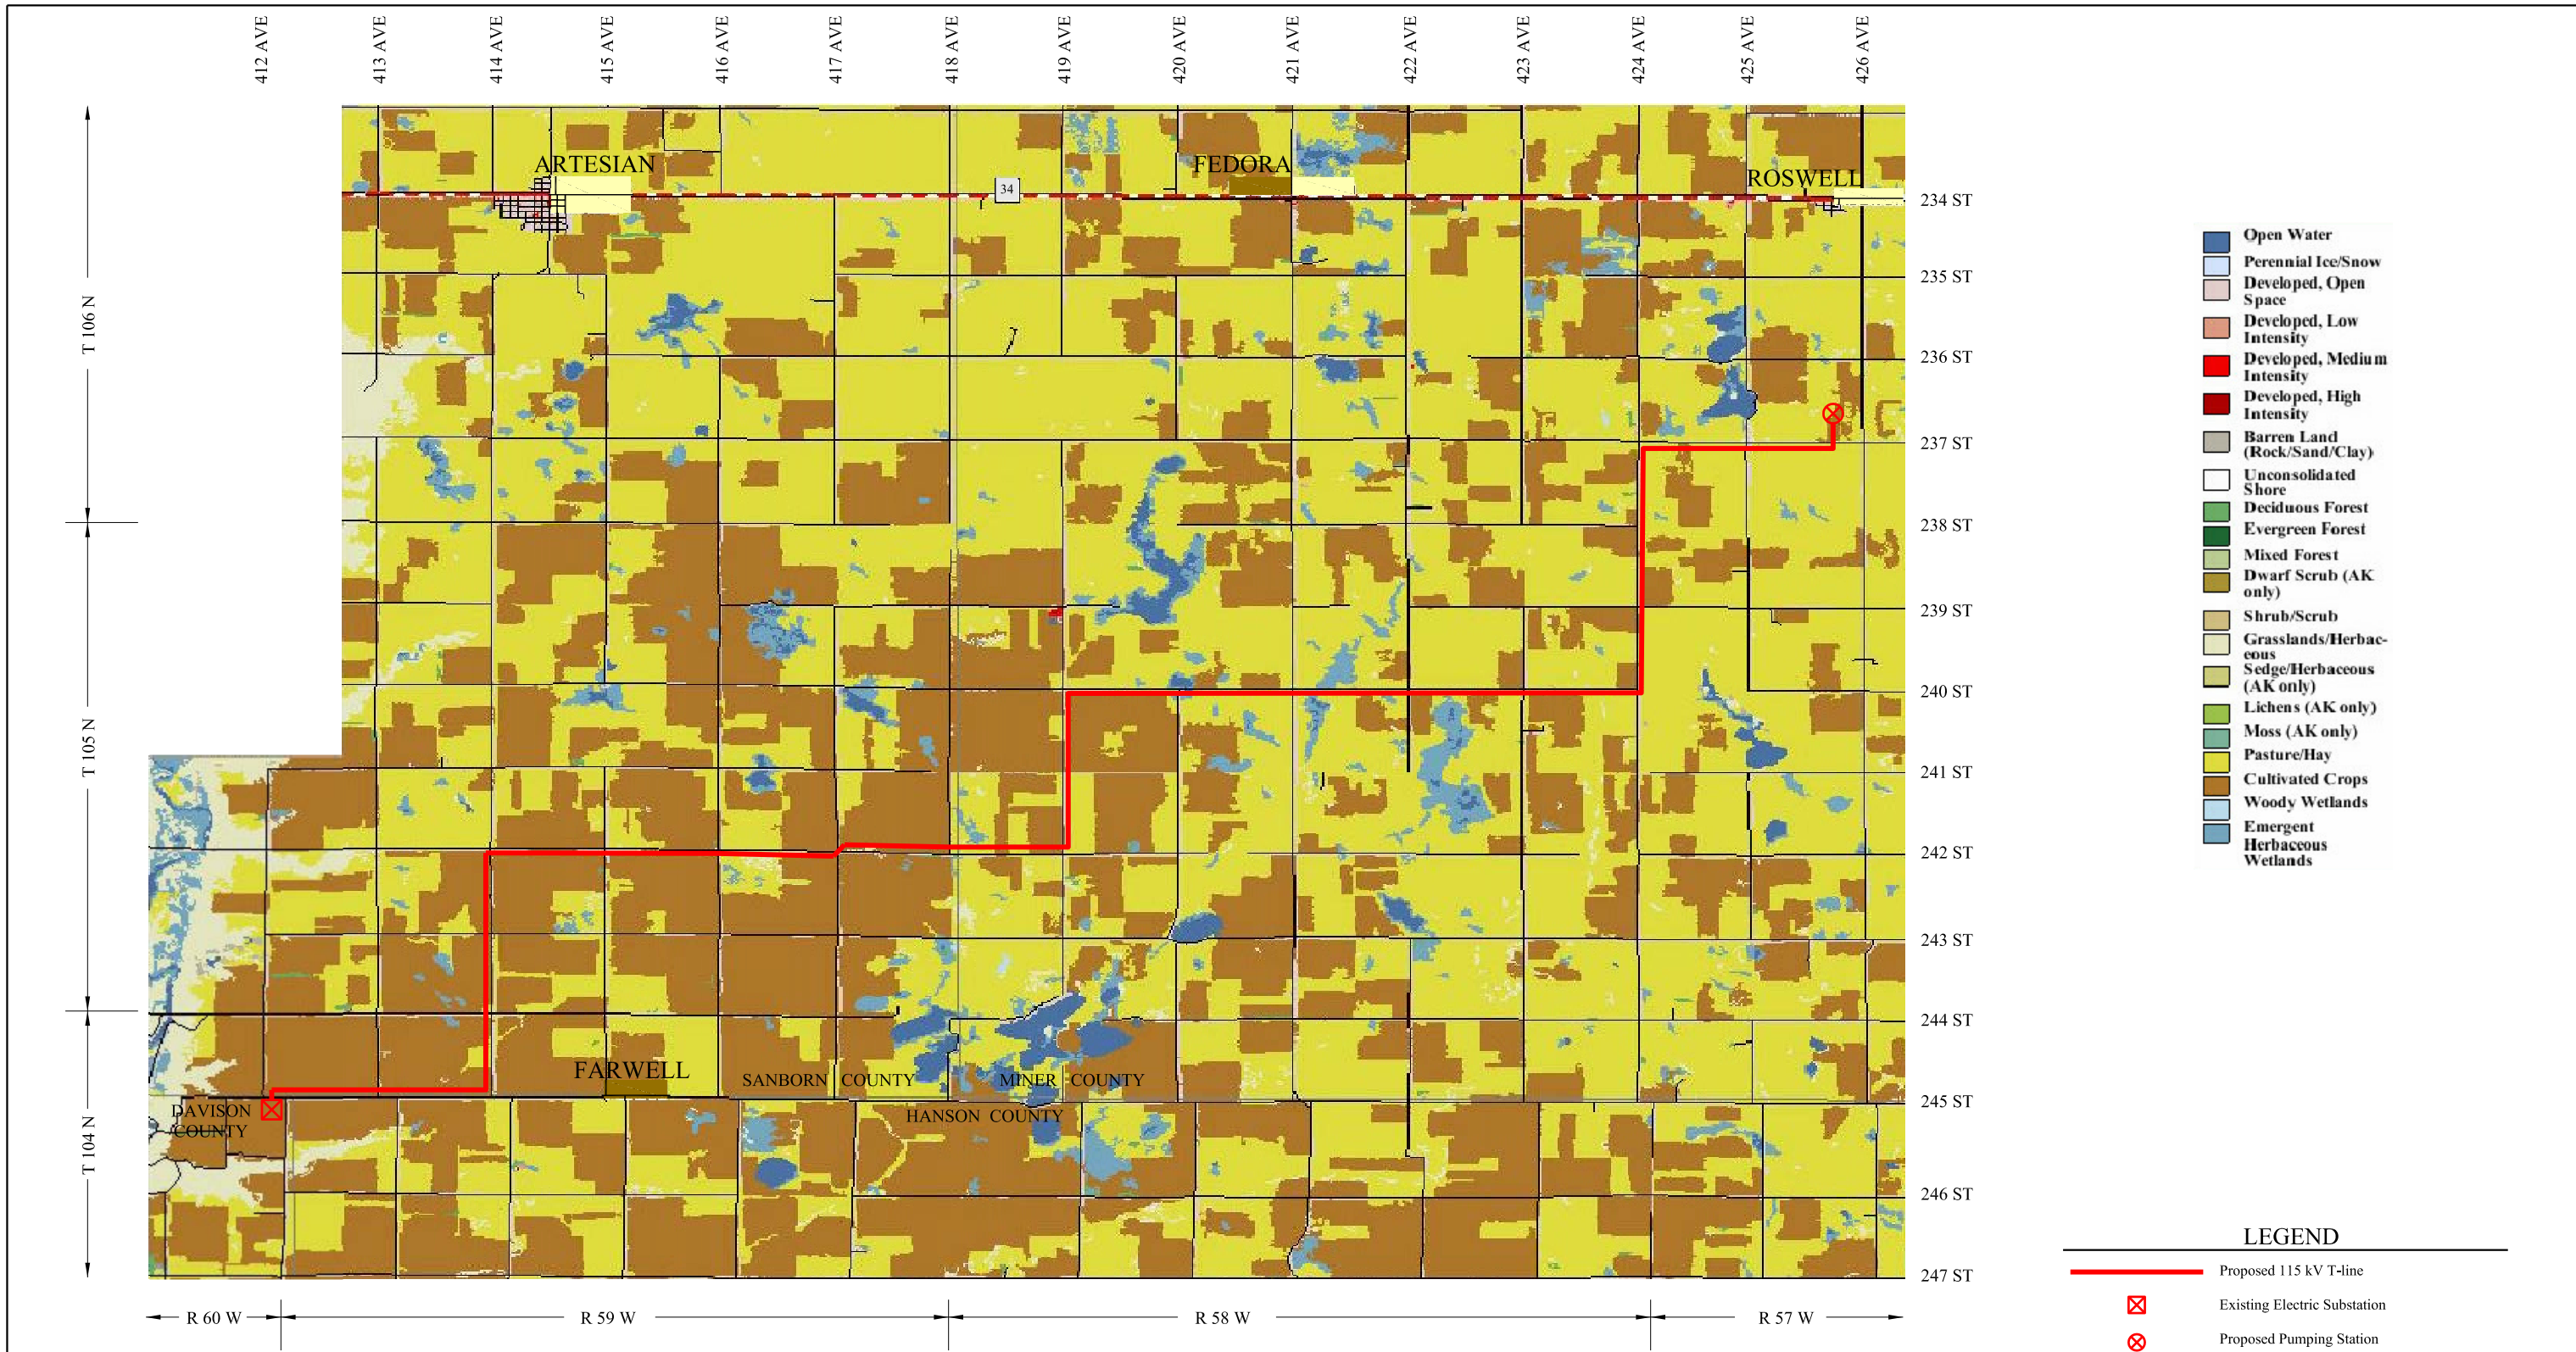 412 AVE
413 AVE
414 AVE
415 AVE
416 AVE
417 AVE
418 AVE
419 AVE
420 AVE
421 AVE
422 AVE
423 AVE
424 AVE
425 AVE
426 AVE
ARTESIAN
FEDORA
ROSWELL
34
234 ST
235 ST
236 ST
237 ST
238 ST
239 ST
240 ST
241 ST
242 ST
243 ST
244 ST
245 ST
246 ST
247 ST
T 106 N
T 105 N
T 104 N
FARWELL
SANBORN COUNTY
MINER COUNTY
DAVISON
COUNTY
HANSON COUNTY
R 60 W
R 59 W
R 58 W
R 57 W
Open Water
Perennial Ice/Snow
Developed, Open
Space
Developed, Low
Intensity
Developed, Medium
Intensity
Developed, High
Intensity
Barren Land
(Rock/Sand/Clay)
Unconsolidated
Shore
Deciduous Forest
Evergreen Forest
Mixed Forest
Dwarf Scrub (AK
only)
Shrub/Scrub
Grasslands/Herbac-
eous
Sedge/Herbaceous
(AK only)
Lichens (AK only)
Moss (AK only)
Pasture/Hay
Cultivated Crops
Woody Wetlands
Emergent
Herbaceous
Wetlands
LEGEND
Proposed 115 kV T-line
Existing Electric Substation
Proposed Pumping Station